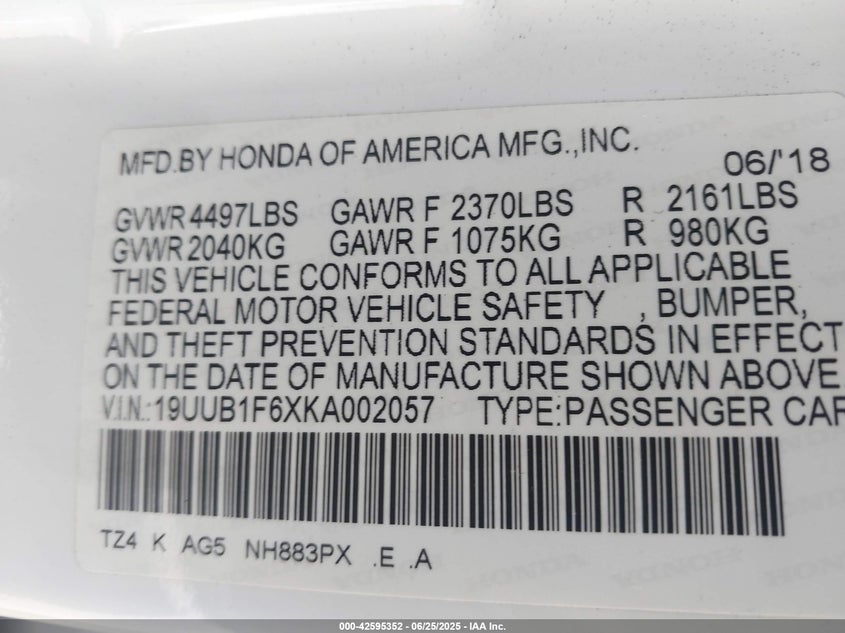 MFD.BY HONDA OF AMERICA MFG.,INC.
06/'18
GVWR 4497LBS GAWR F 2370LBS R 2161LBS
GVWR 2040KG GAWR F 1075KG R 980KG
THIS VEHICLE CONFORMS TO ALL APPLICABLE
FEDERAL MOTOR VEHICLE SAFETY , BUMPER,
AND THEFT PREVENTION STANDARDS IN EFFECT
ON THE DATE OF MANUFACTURE SHOWN ABOVE
V.I.N.:19UUB1F6XKA002057 TYPE:PASSENGER CAR
TZ4 K AG5 NH883PX .E .A
000-42595352 | 06/25/2025 - IAA Inc.